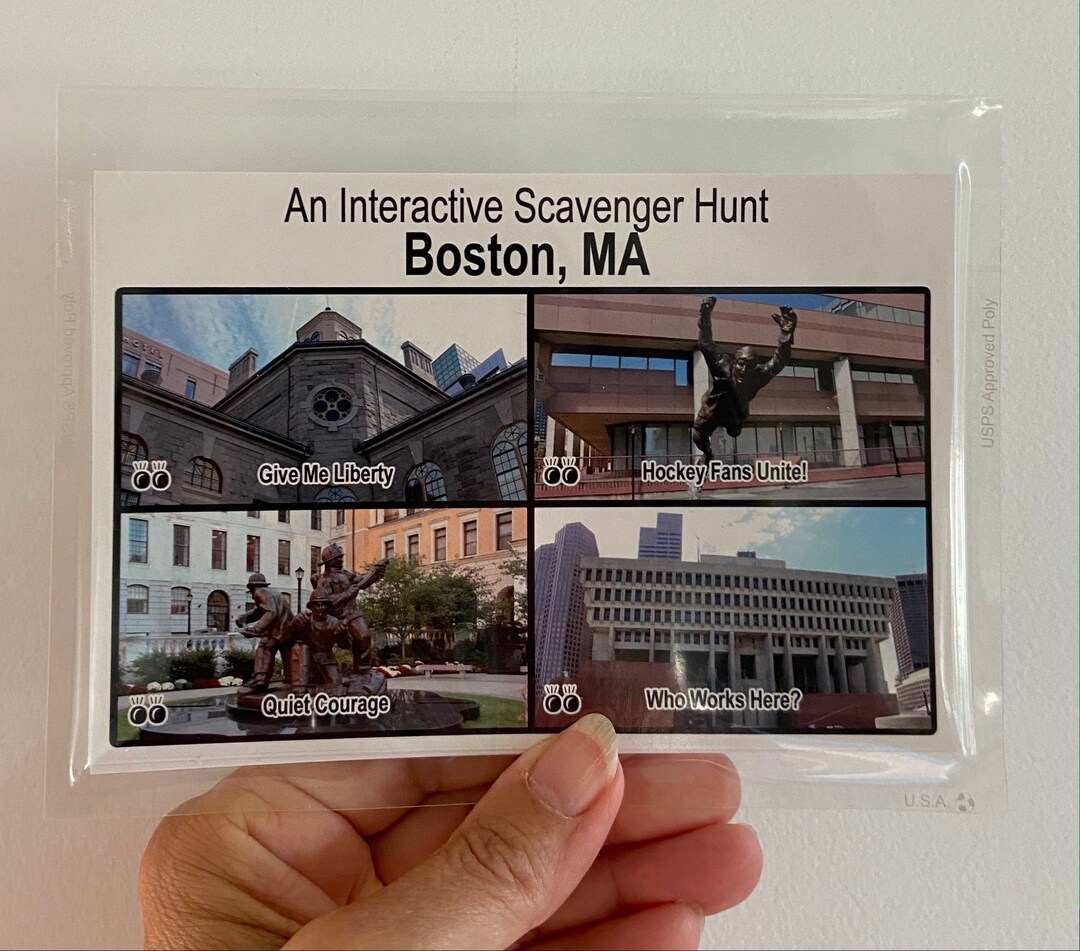 An Interactive Scavenger Hunt
Boston, MA
HOTEL
Give Me Liberty
Hockey Fans Unite!
Quiet Courage
Who Works Here?
USPS Approved Poly
U.S.A.